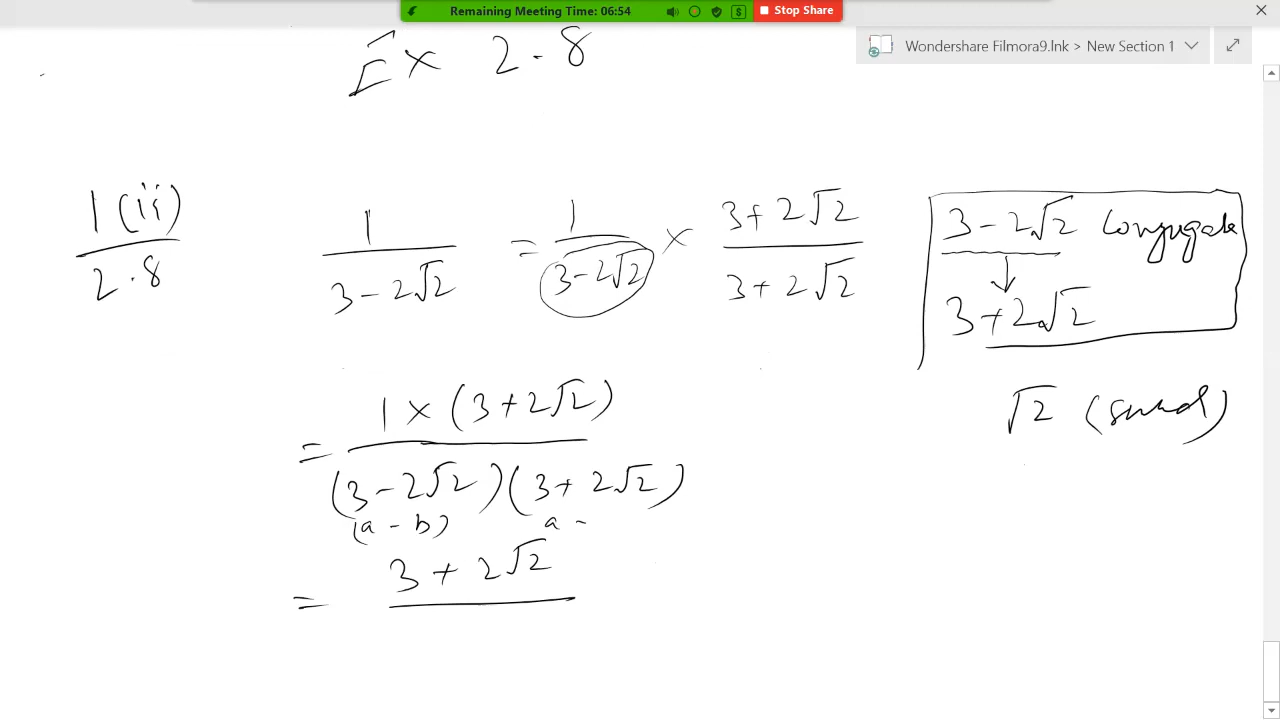 Remaining Meeting Time: 06:54 Stop Share
Wondershare Filmora9.lnk > New Section 1
Ex 2.8
1(ii)/2.8
1/(3 - 2√2) = 1/(3 - 2√2) × (3 + 2√2)/(3 + 2√2)
3 - 2√2 conjugate
↓
3 + 2√2
√2 (surd)
= 1 × (3 + 2√2)/(3 - 2√2)(3 + 2√2)
(a - b) a -
= 3 + 2√2